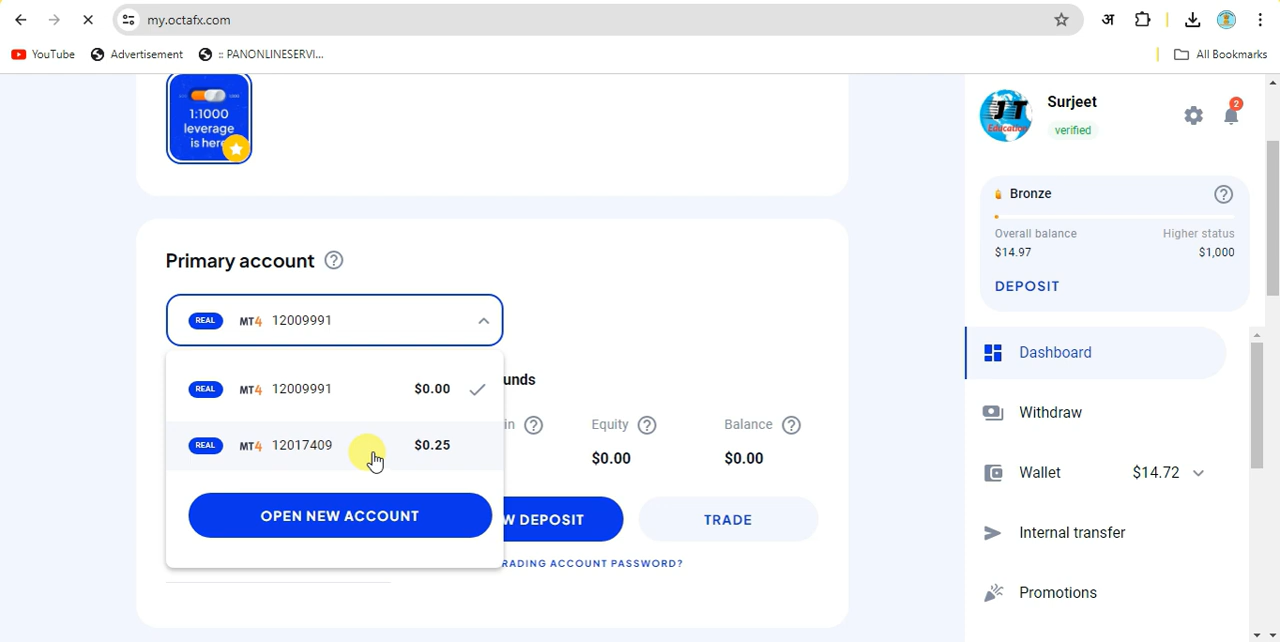 my.octafx.com
अ
YouTube
Advertisement
:: PANONLINESERVI...
All Bookmarks
1:1000
leverage
is here
JT
Education
Surjeet
verified
2
Bronze
Overall balance
Higher status
$14.97
$1,000
DEPOSIT
Primary account
REAL MT4 12009991
REAL MT4 12009991 $0.00
REAL MT4 12017409 $0.25
OPEN NEW ACCOUNT
unds
in
Equity
Balance
$0.00
$0.00
W DEPOSIT
TRADE
RADING ACCOUNT PASSWORD?
Dashboard
Withdraw
Wallet $14.72
Internal transfer
Promotions